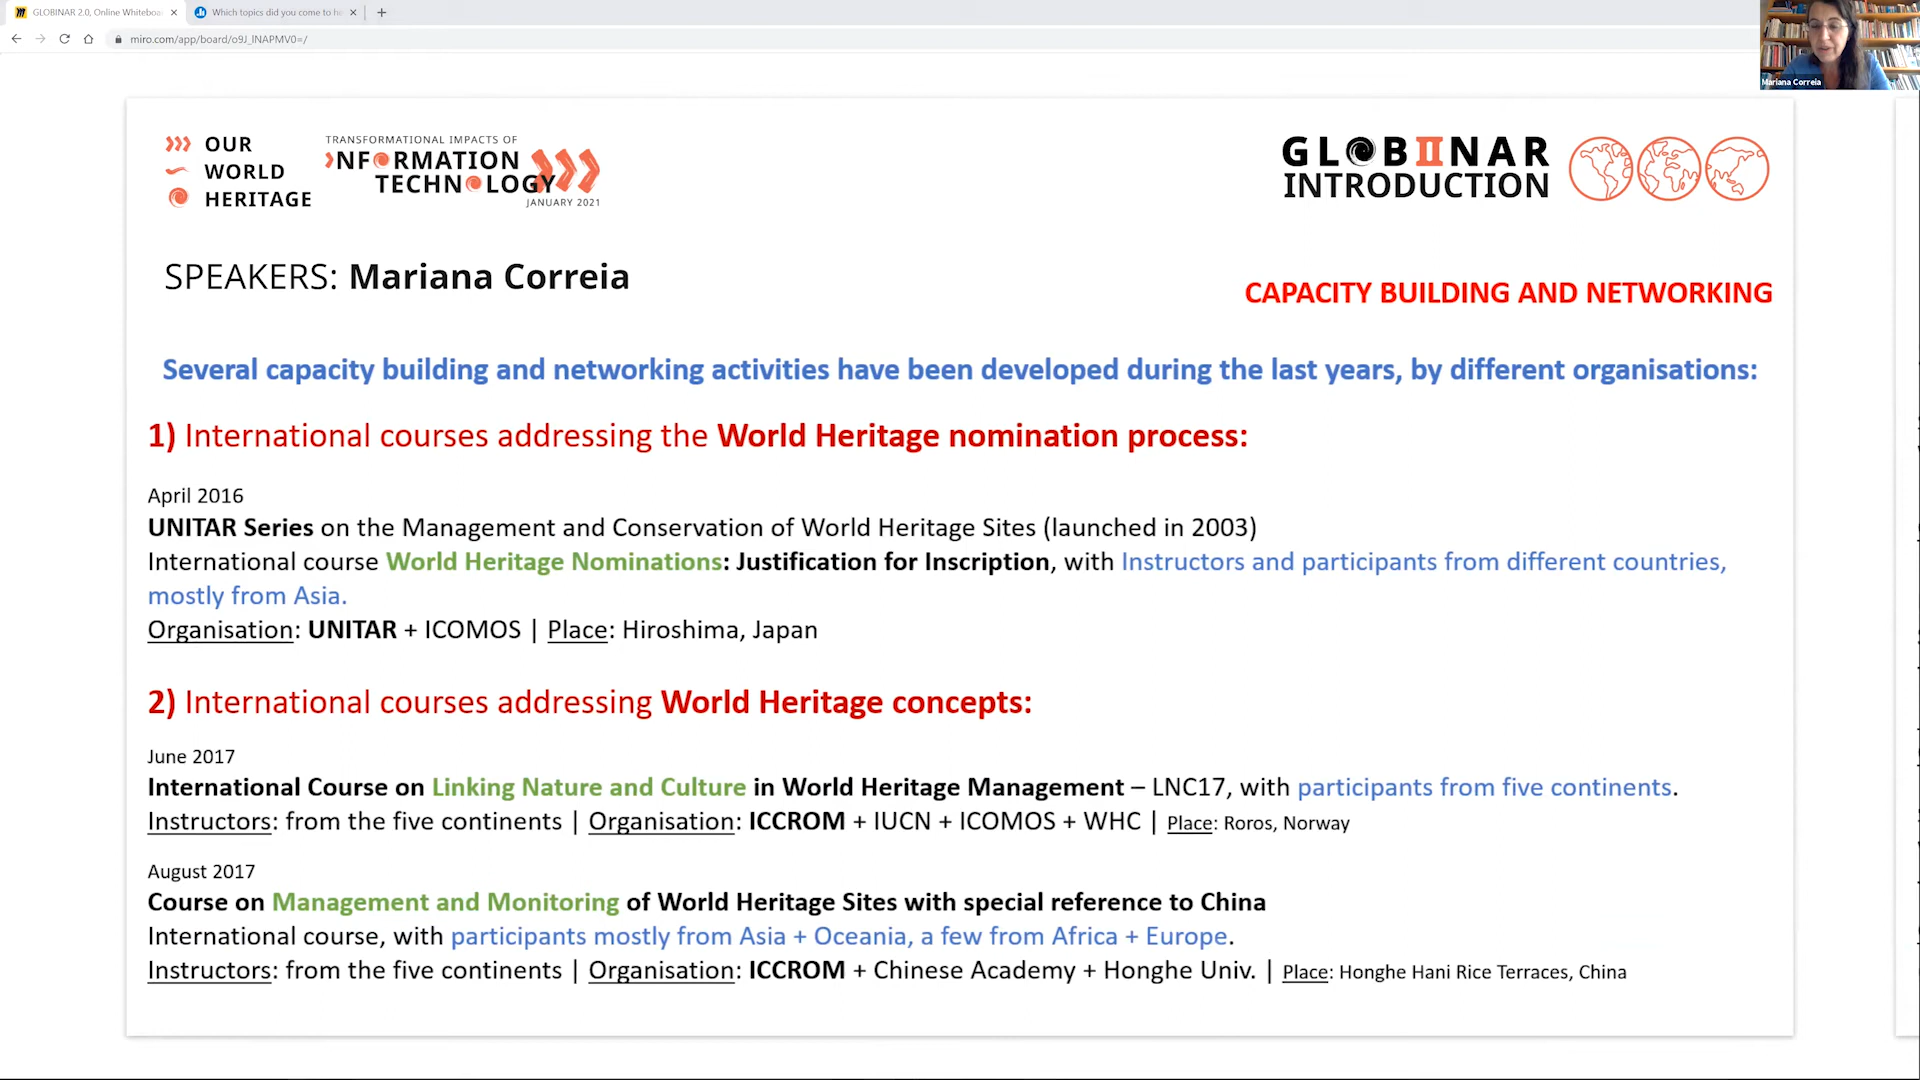 GLOBINAR 2.0, Online Whiteboa
Which topics did you come to h
miro.com/app/board/o9J_lNAPMV0=/
Mariana Correia
OUR
WORLD
HERITAGE
TRANSFORMATIONAL IMPACTS OF
INFORMATION
TECHNOLOGY
JANUARY 2021
GLOBIINAR
INTRODUCTION
SPEAKERS: Mariana Correia
CAPACITY BUILDING AND NETWORKING
Several capacity building and networking activities have been developed during the last years, by different organisations:
1) International courses addressing the World Heritage nomination process:
April 2016
UNITAR Series on the Management and Conservation of World Heritage Sites (launched in 2003)
International course World Heritage Nominations: Justification for Inscription, with Instructors and participants from different countries,
mostly from Asia.
Organisation: UNITAR + ICOMOS | Place: Hiroshima, Japan
2) International courses addressing World Heritage concepts:
June 2017
International Course on Linking Nature and Culture in World Heritage Management – LNC17, with participants from five continents.
Instructors: from the five continents | Organisation: ICCROM + IUCN + ICOMOS + WHC | Place: Roros, Norway
August 2017
Course on Management and Monitoring of World Heritage Sites with special reference to China
International course, with participants mostly from Asia + Oceania, a few from Africa + Europe.
Instructors: from the five continents | Organisation: ICCROM + Chinese Academy + Honghe Univ. | Place: Honghe Hani Rice Terraces, China